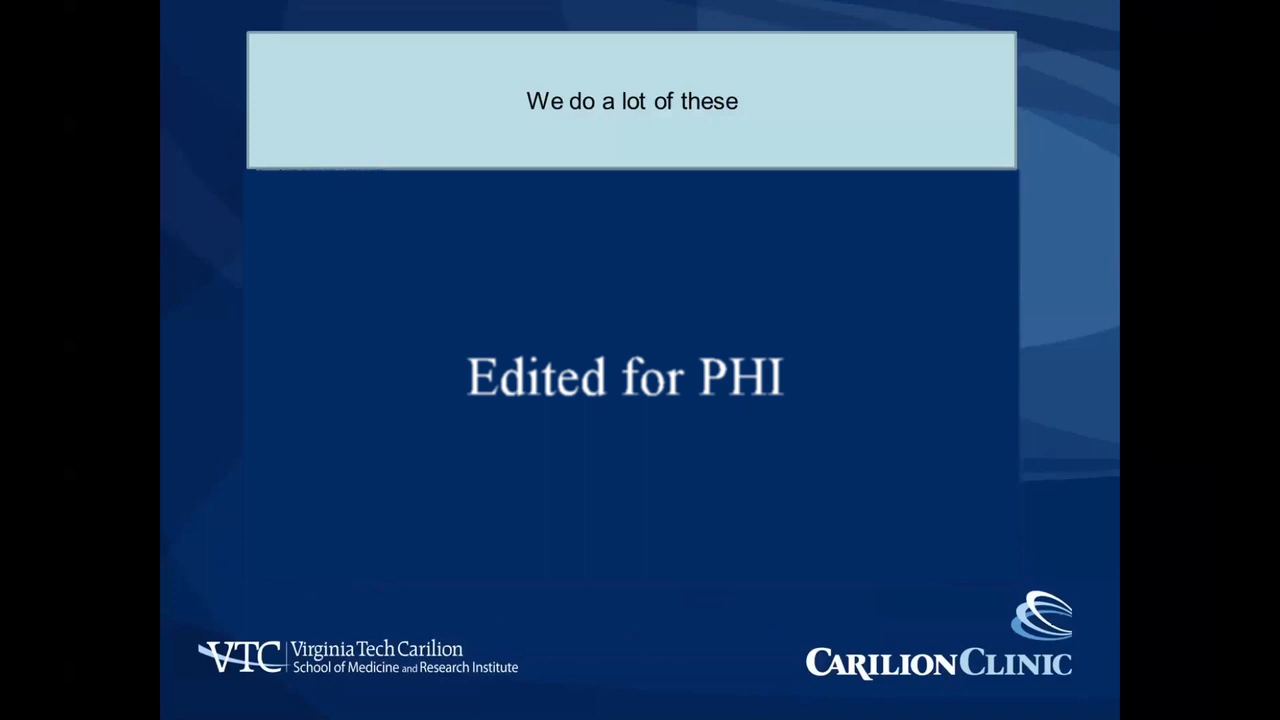 We do a lot of these
Edited for PHI
VTC Virginia Tech Carilion
School of Medicine and Research Institute
CARILION CLINIC